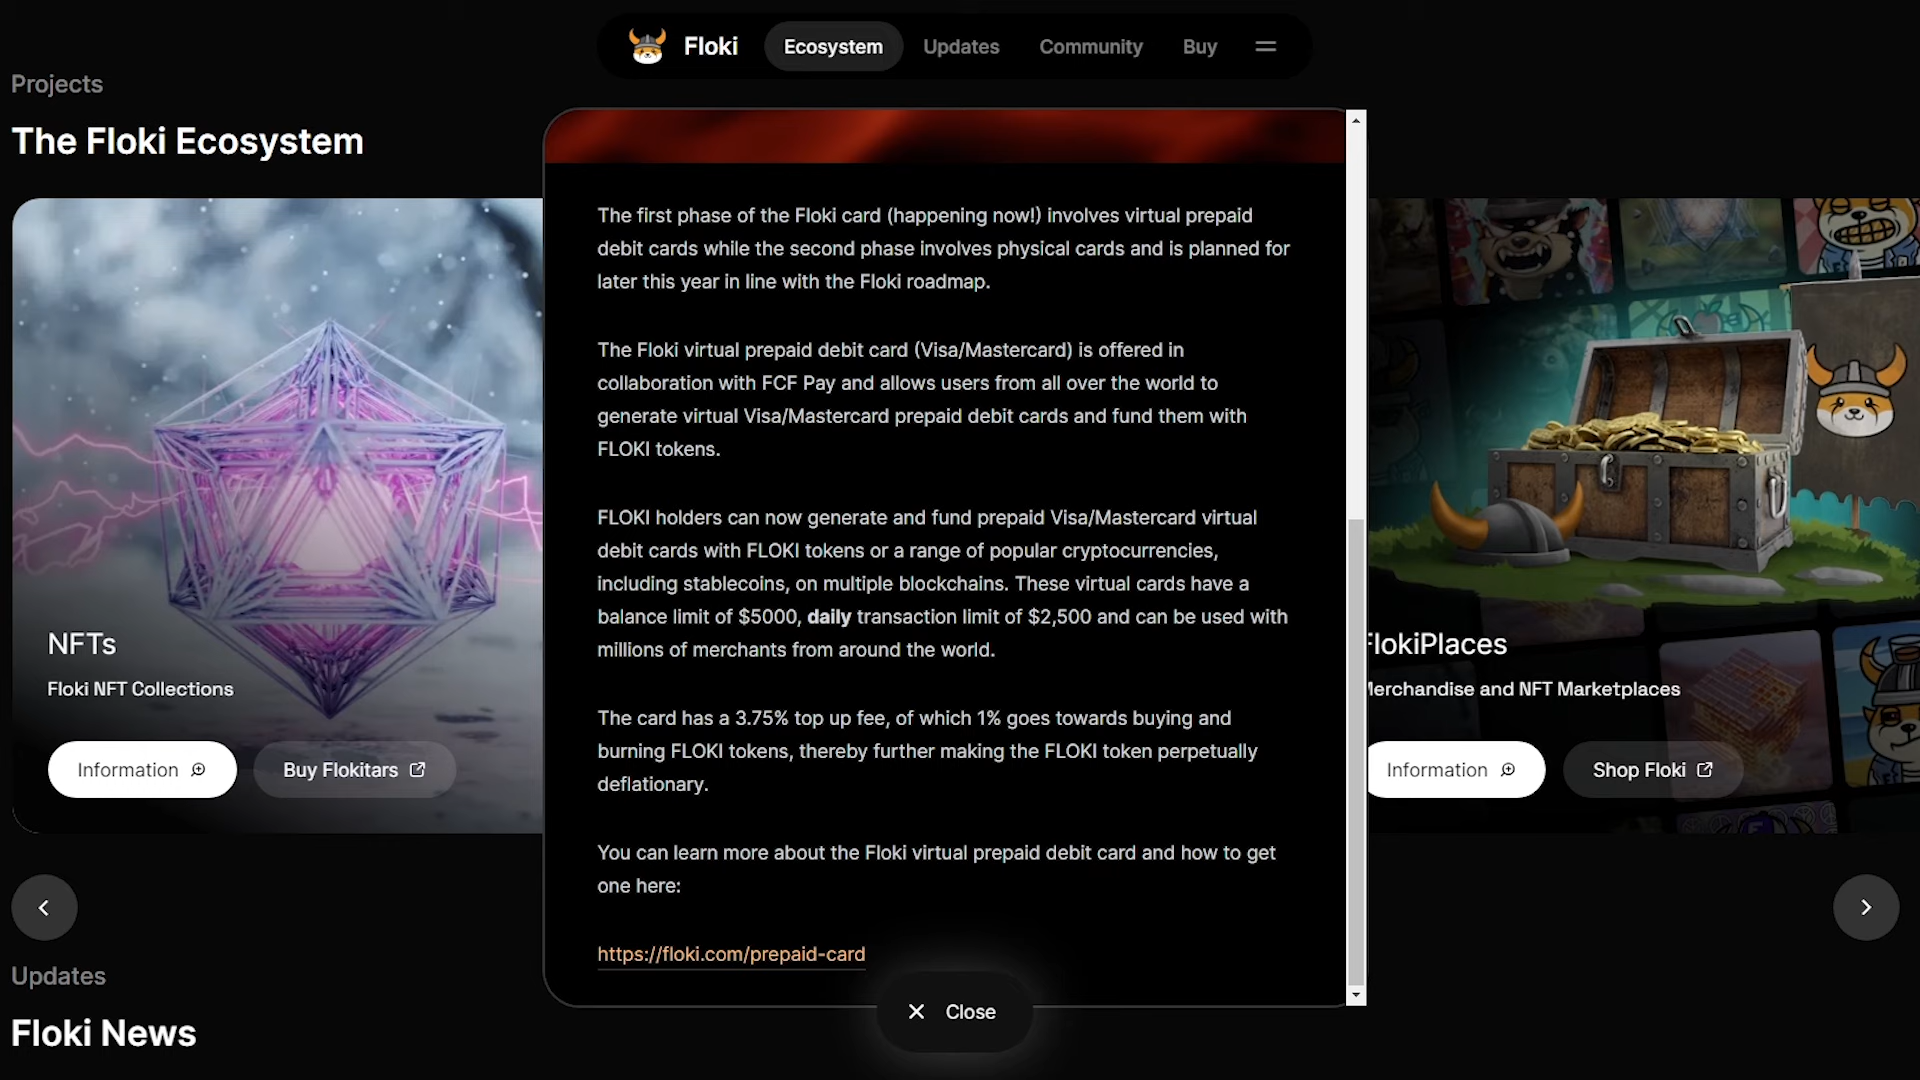 Floki
Ecosystem
Updates
Community
Buy
Projects
The Floki Ecosystem
The first phase of the Floki card (happening now!) involves virtual prepaid
debit cards while the second phase involves physical cards and is planned for
later this year in line with the Floki roadmap.
The Floki virtual prepaid debit card (Visa/Mastercard) is offered in
collaboration with FCF Pay and allows users from all over the world to
generate virtual Visa/Mastercard prepaid debit cards and fund them with
FLOKI tokens.
FLOKI holders can now generate and fund prepaid Visa/Mastercard virtual
debit cards with FLOKI tokens or a range of popular cryptocurrencies,
including stablecoins, on multiple blockchains. These virtual cards have a
balance limit of $5000, daily transaction limit of $2,500 and can be used with
millions of merchants from around the world.
The card has a 3.75% top up fee, of which 1% goes towards buying and
burning FLOKI tokens, thereby further making the FLOKI token perpetually
deflationary.
You can learn more about the Floki virtual prepaid debit card and how to get
one here:
https://floki.com/prepaid-card
Close
NFTs
Floki NFT Collections
Information
Buy Flokitars
FlokiPlaces
Merchandise and NFT Marketplaces
Information
Shop Floki
Updates
Floki News